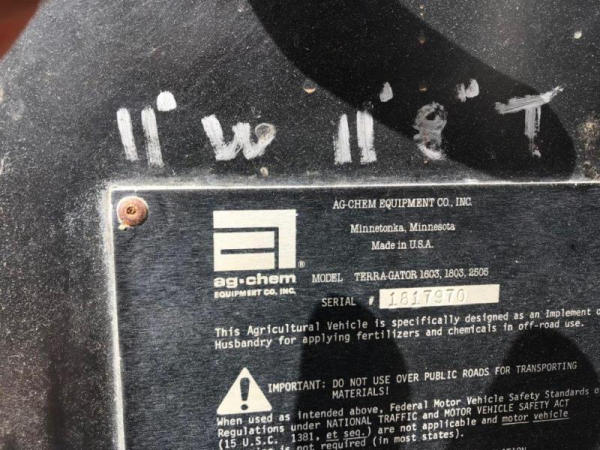 11' W 11' 8" T
AG-CHEM EQUIPMENT CO., INC.
Minnetonka, Minnesota
Made in U.S.A.
ag•chem ®
EQUIPMENT CO., INC.
MODEL TERRA-GATOR 1603, 1803, 2505
SERIAL # 1817970
This Agricultural Vehicle is specifically designed as an Implement o
Husbandry for applying fertilizers and chemicals in off-road use.
IMPORTANT: DO NOT USE OVER PUBLIC ROADS FOR TRANSPORTING
MATERIALS!
When used as intended above, Federal Motor Vehicle Safety Standards o
Regulations under NATIONAL TRAFFIC and MOTOR VEHICLE SAFETY ACT
(15 U.S.C. 1381, et seq.) are not applicable and motor vehicle
is not required (in most states).